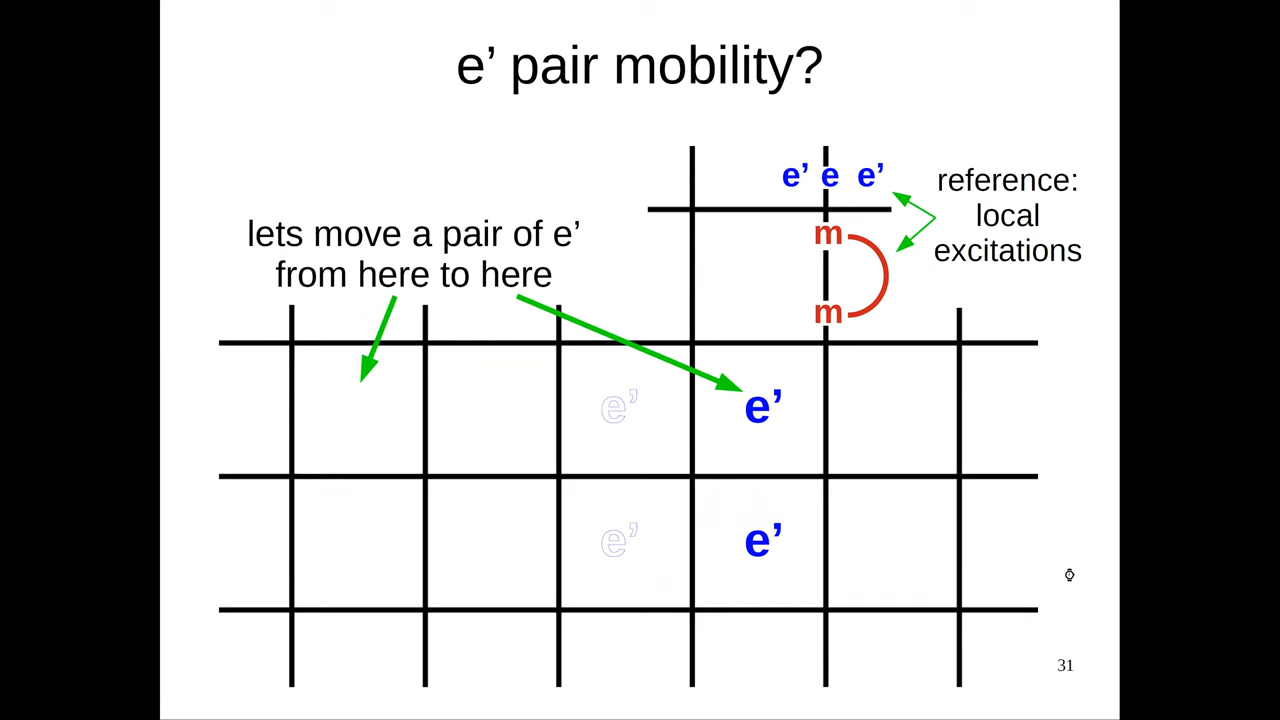 e’ pair mobility?
e’ e e’
reference:
local
excitations
m
m
lets move a pair of e’
from here to here
e’ e’
e’ e’
31